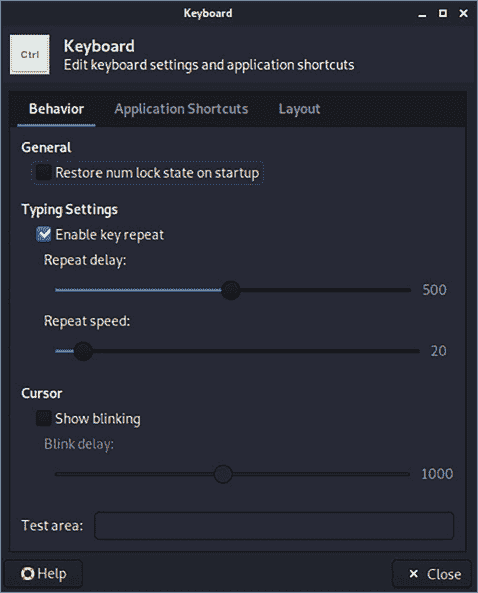 Keyboard
Ctrl
Keyboard
Edit keyboard settings and application shortcuts
Behavior Application Shortcuts Layout
General
Restore num lock state on startup
Typing Settings
Enable key repeat
Repeat delay:
500
Repeat speed:
20
Cursor
Show blinking
Blink delay:
1000
Test area:
Help Close